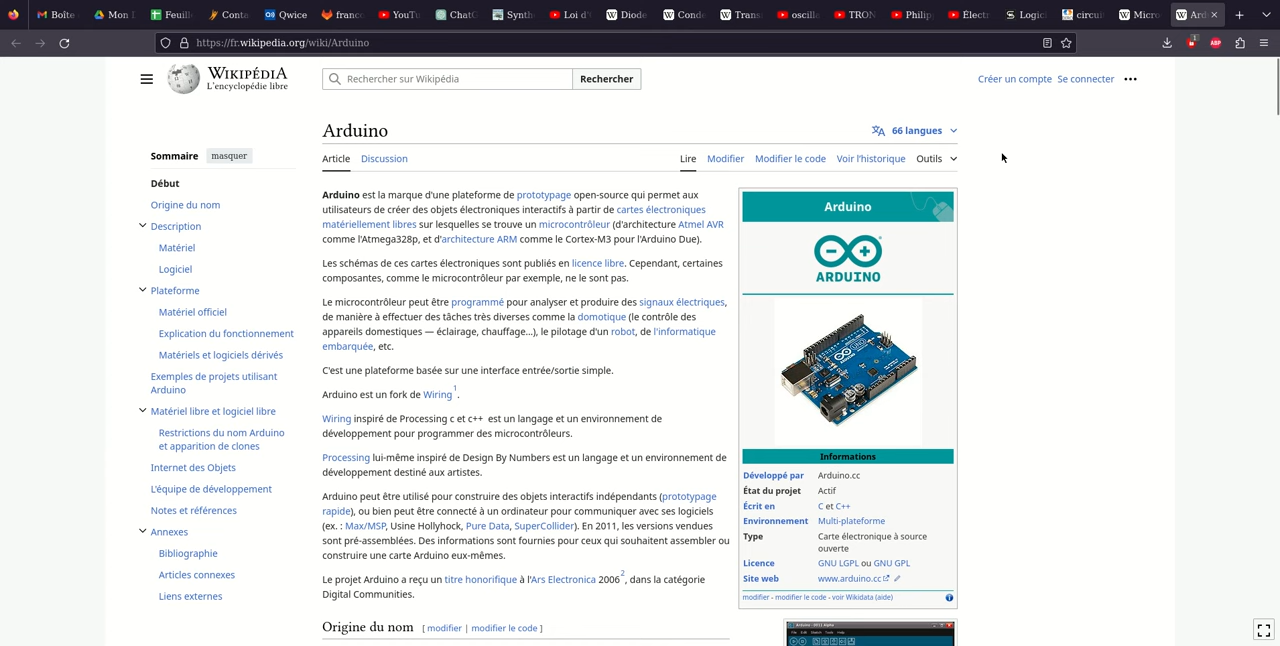 Boîte
Mon I
Feuill
Conta
Qwice
franc
YouTu
ChatG
Synth
Loi d'
Diode
Conde
Trans
oscilla
TRON
Philip
Électr
Logic
circui
Micro
Ard
https://fr.wikipedia.org/wiki/Arduino
1
ABP
WIKIPÉDIA
L'encyclopédie libre
Rechercher sur Wikipédia
Rechercher
Créer un compte Se connecter
Arduino
66 langues
Sommaire masquer
Article Discussion
Lire Modifier Modifier le code Voir l'historique Outils
Début
Origine du nom
Description
Matériel
Logiciel
Plateforme
Matériel officiel
Explication du fonctionnement
Matériels et logiciels dérivés
Exemples de projets utilisant
Arduino
Matériel libre et logiciel libre
Restrictions du nom Arduino
et apparition de clones
Internet des Objets
L'équipe de développement
Notes et références
Annexes
Bibliographie
Articles connexes
Liens externes
Arduino est la marque d'une plateforme de prototypage open-source qui permet aux
utilisateurs de créer des objets électroniques interactifs à partir de cartes électroniques
matériellement libres sur lesquelles se trouve un microcontrôleur (d'architecture Atmel AVR
comme l'Atmega328p, et d'architecture ARM comme le Cortex-M3 pour l'Arduino Due).
Les schémas de ces cartes électroniques sont publiés en licence libre. Cependant, certaines
composantes, comme le microcontrôleur par exemple, ne le sont pas.
Le microcontrôleur peut être programmé pour analyser et produire des signaux électriques,
de manière à effectuer des tâches très diverses comme la domotique (le contrôle des
appareils domestiques — éclairage, chauffage…), le pilotage d'un robot, de l'informatique
embarquée, etc.
C'est une plateforme basée sur une interface entrée/sortie simple.
Arduino est un fork de Wiring1.
Wiring inspiré de Processing c et c++ est un langage et un environnement de
développement pour programmer des microcontrôleurs.
Processing lui-même inspiré de Design By Numbers est un langage et un environnement de
développement destiné aux artistes.
Arduino peut être utilisé pour construire des objets interactifs indépendants (prototypage
rapide), ou bien peut être connecté à un ordinateur pour communiquer avec ses logiciels
(ex. : Max/MSP, Usine Hollyhock, Pure Data, SuperCollider). En 2011, les versions vendues
sont pré-assemblées. Des informations sont fournies pour ceux qui souhaitent assembler ou
construire une carte Arduino eux-mêmes.
Le projet Arduino a reçu un titre honorifique à l'Ars Electronica 20062, dans la catégorie
Digital Communities.
Origine du nom [ modifier | modifier le code ]
Arduino
ARDUINO
Informations
Développé par Arduino.cc
État du projet Actif
Écrit en C et C++
Environnement Multi-plateforme
Type Carte électronique à source
ouverte
Licence GNU LGPL ou GNU GPL
Site web www.arduino.cc
modifier - modifier le code - voir Wikidata (aide)